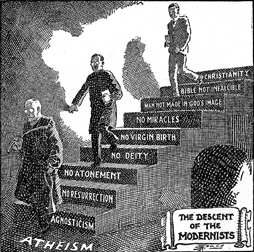 CHRISTIANITY
BIBLE NOT INFALLIBLE
MAN NOT MADE IN GOD'S IMAGE
NO MIRACLES
NO VIRGIN BIRTH
NO DEITY
NO ATONEMENT
NO RESURRECTION
AGNOSTICISM
ATHEISM
THE DESCENT
OF THE
MODERNISTS